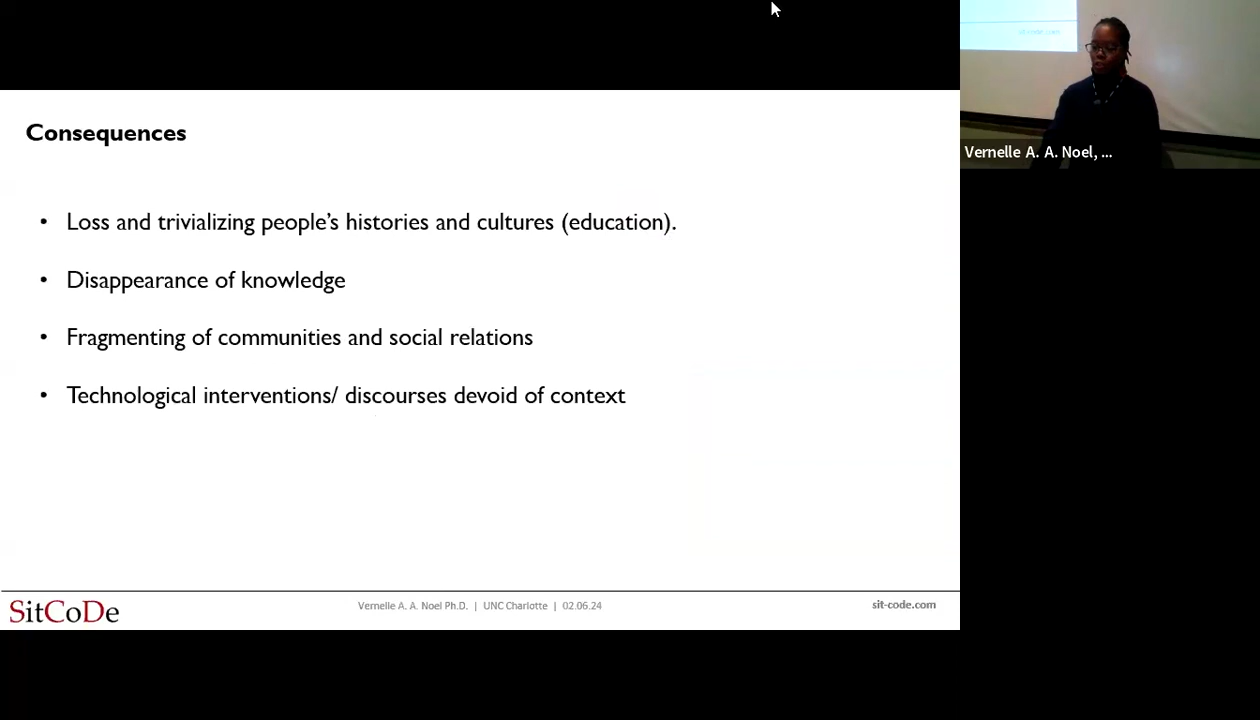 Consequences
• Loss and trivializing people’s histories and cultures (education).
• Disappearance of knowledge
• Fragmenting of communities and social relations
• Technological interventions/ discourses devoid of context
SitCoDe
Vernelle A. A. Noel Ph.D. | UNC Charlotte | 02.06.24
sit-code.com
Vernelle A. A. Noel, ...